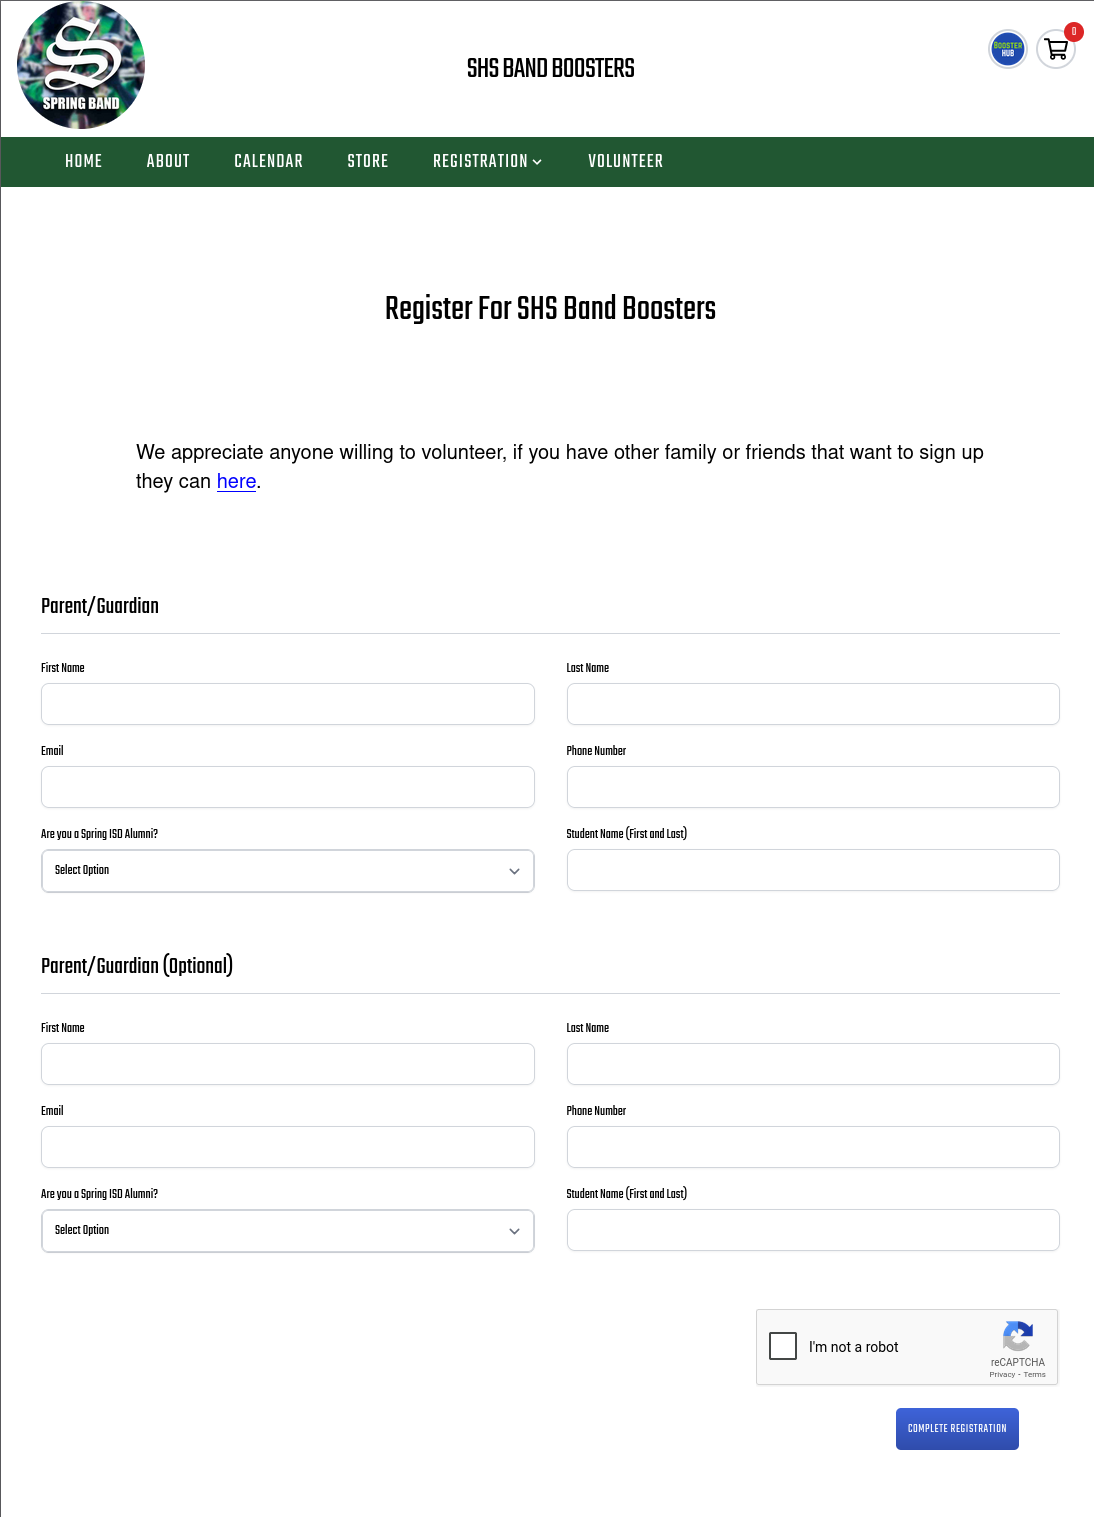 S
SPRING BAND
SHS BAND BOOSTERS
BOOSTER
HUB
0
HOME ABOUT CALENDAR STORE REGISTRATION VOLUNTEER
Register For SHS Band Boosters
We appreciate anyone willing to volunteer, if you have other family or friends that want to sign up
they can here.
Parent/Guardian
First Name Last Name
Email Phone Number
Are you a Spring ISD Alumni? Student Name (First and Last)
Select Option
Parent/Guardian (Optional)
First Name Last Name
Email Phone Number
Are you a Spring ISD Alumni? Student Name (First and Last)
Select Option
I'm not a robot
reCAPTCHA
Privacy - Terms
COMPLETE REGISTRATION